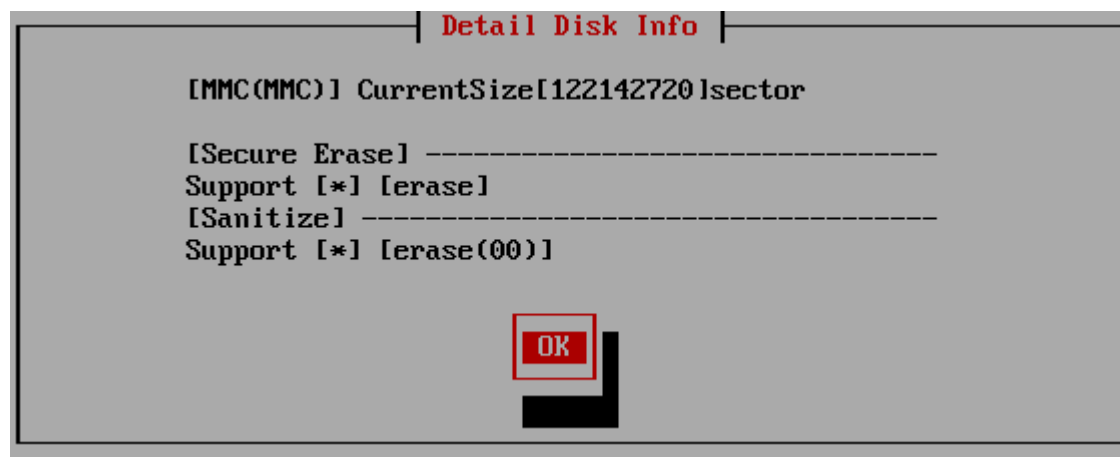 Detail Disk Info
[MMC(MMC)] CurrentSize[122142720]sector
[Secure Erase] --------------------------------
Support [*] [erase]
[Sanitize] ------------------------------------
Support [*] [erase(00)]
OK